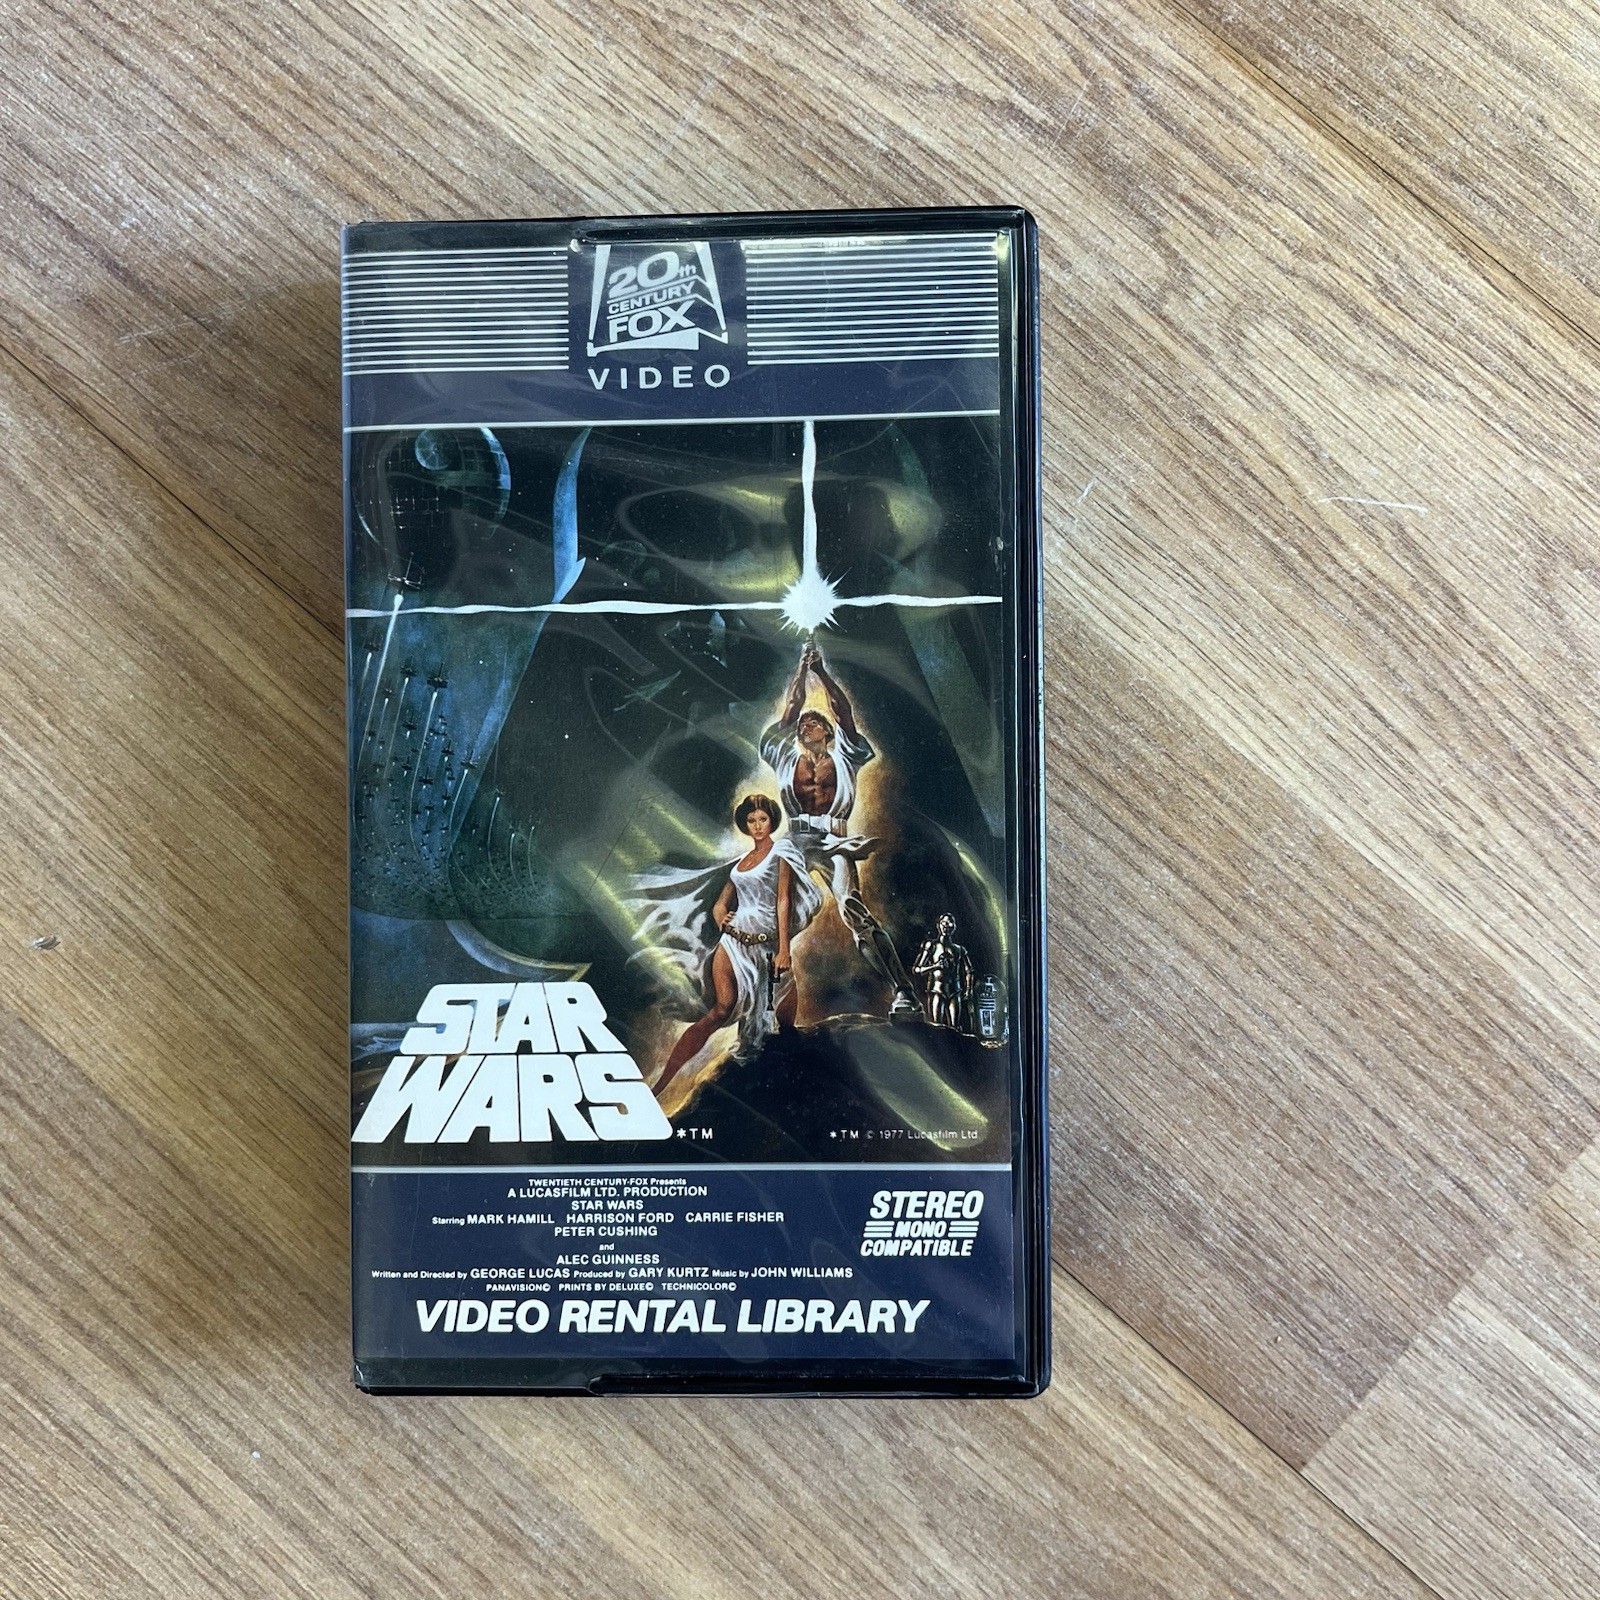 20th
CENTURY
FOX
VIDEO
STAR
WARS
*TM
*TM © 1977 Lucasfilm Ltd.
TWENTIETH CENTURY-FOX Presents
A LUCASFILM LTD. PRODUCTION
STAR WARS
Starring MARK HAMILL HARRISON FORD CARRIE FISHER
PETER CUSHING
and
ALEC GUINNESS
Written and Directed by GEORGE LUCAS Produced by GARY KURTZ Music by JOHN WILLIAMS
PANAVISION© PRINTS BY DELUXE© TECHNICOLOR©
STEREO
MONO
COMPATIBLE
VIDEO RENTAL LIBRARY